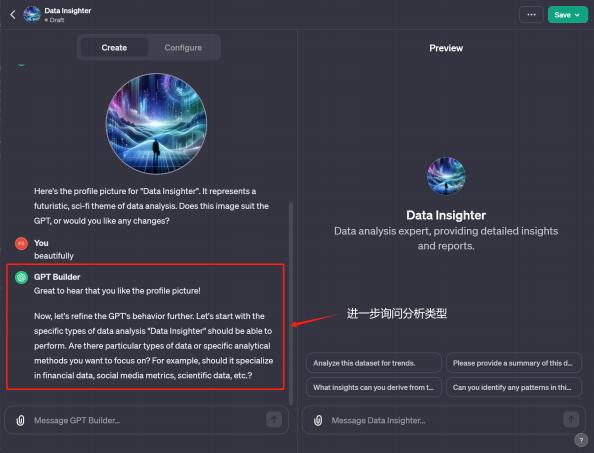 Data Insighter
Draft
...
Save
Create
Configure
Here's the profile picture for "Data Insighter". It represents a
futuristic, sci-fi theme of data analysis. Does this image suit the
GPT, or would you like any changes?
You
beautifully
GPT Builder
Great to hear that you like the profile picture!
Now, let's refine the GPT's behavior further. Let's start with the
specific types of data analysis "Data Insighter" should be able to
perform. Are there particular types of data or specific analytical
methods you want to focus on? For example, should it specialize
in financial data, social media metrics, scientific data, etc.?
Message GPT Builder...
进一步询问分析类型
Preview
Data Insighter
Data analysis expert, providing detailed insights
and reports.
Analyze this dataset for trends.
Please provide a summary of this d...
What insights can you derive from t...
Can you identify any patterns in thi...
Message Data Insighter...
?